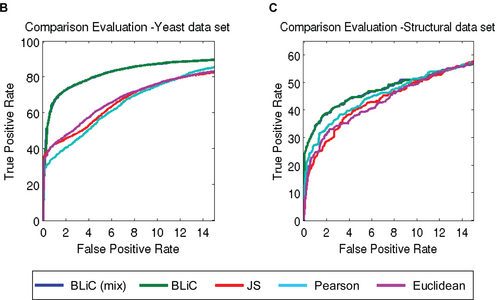 B
Comparison Evaluation -Yeast data set
100
80
60
40
20
0
0 2 4 6 8 10 12 14
True Positive Rate
False Positive Rate
C
Comparison Evaluation -Structural data set
60
50
40
30
20
10
0
0 2 4 6 8 10 12 14
True Positive Rate
False Positive Rate
BLiC (mix) BLiC JS Pearson Euclidean